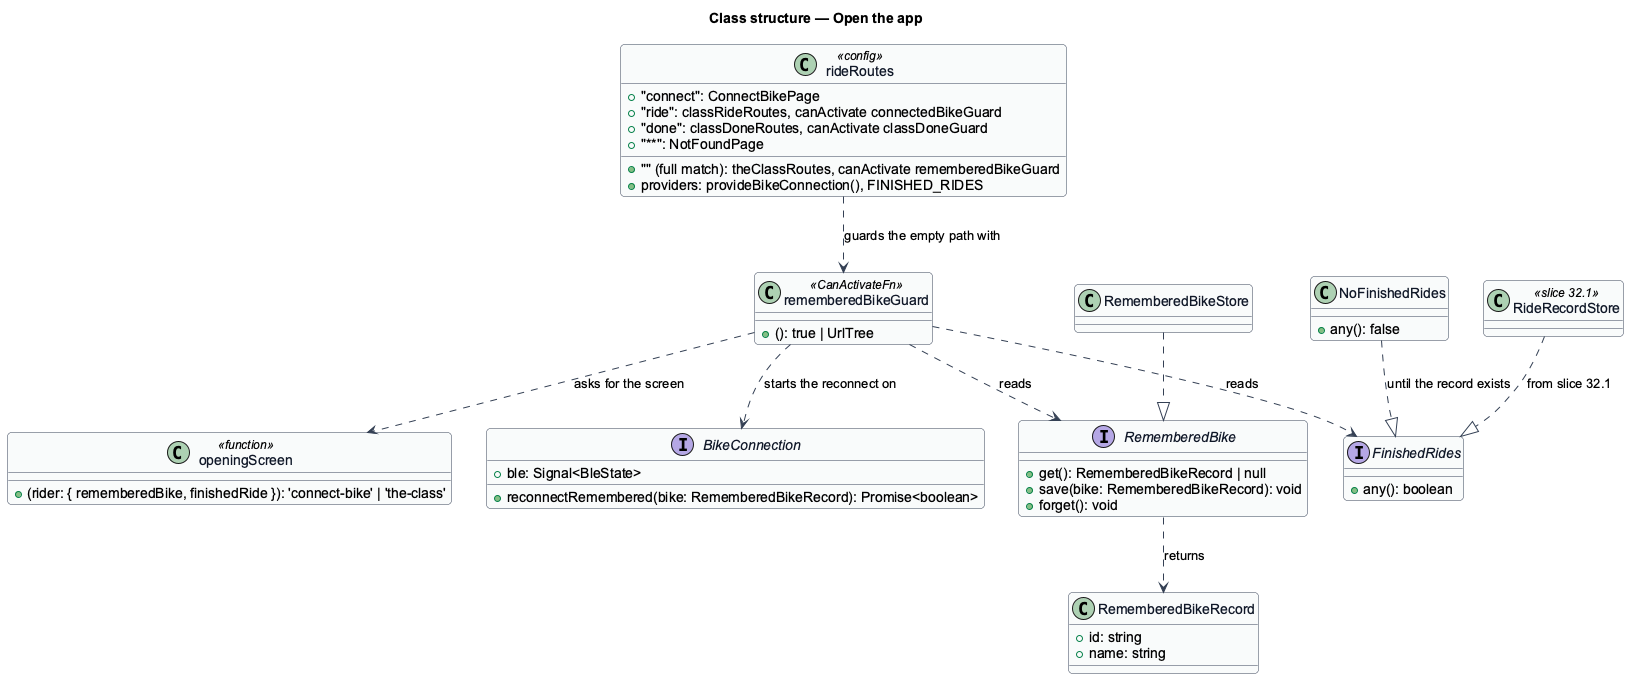 Class structure — Open the app
«config»
C rideRoutes
"connect": ConnectBikePage
"ride": classRideRoutes, canActivate connectedBikeGuard
"done": classDoneRoutes, canActivate classDoneGuard
"**": NotFoundPage
"" (full match): theClassRoutes, canActivate rememberedBikeGuard
providers: provideBikeConnection(), FINISHED_RIDES
guards the empty path with
«CanActivateFn»
C rememberedBikeGuard
(): true | UrlTree
C RememberedBikeStore
C NoFinishedRides
any(): false
«slice 32.1»
C RideRecordStore
asks for the screen
starts the reconnect on
reads
reads
until the record exists
from slice 32.1
«function»
C openingScreen
(rider: { rememberedBike, finishedRide }): 'connect-bike' | 'the-class'
I BikeConnection
ble: Signal<BleState>
reconnectRemembered(bike: RememberedBikeRecord): Promise<boolean>
I RememberedBike
get(): RememberedBikeRecord | null
save(bike: RememberedBikeRecord): void
forget(): void
I FinishedRides
any(): boolean
returns
C RememberedBikeRecord
id: string
name: string